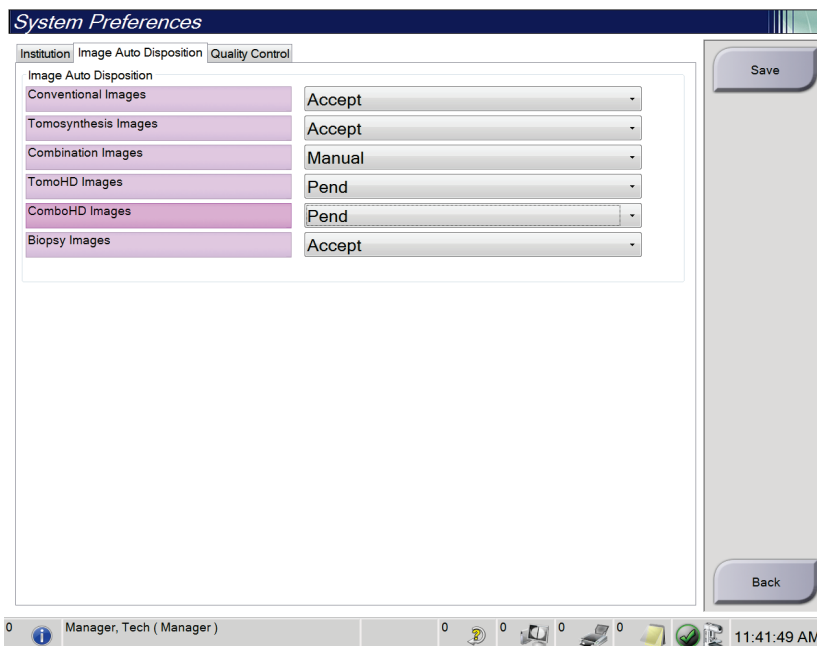 System Preferences
Institution Image Auto Disposition Quality Control
Save
Image Auto Disposition
Conventional Images Accept
Tomosynthesis Images Accept
Combination Images Manual
TomoHD Images Pend
ComboHD Images Pend
Biopsy Images Accept
Back
0 Manager, Tech ( Manager ) 0 0 0 0 11:41:49 AM